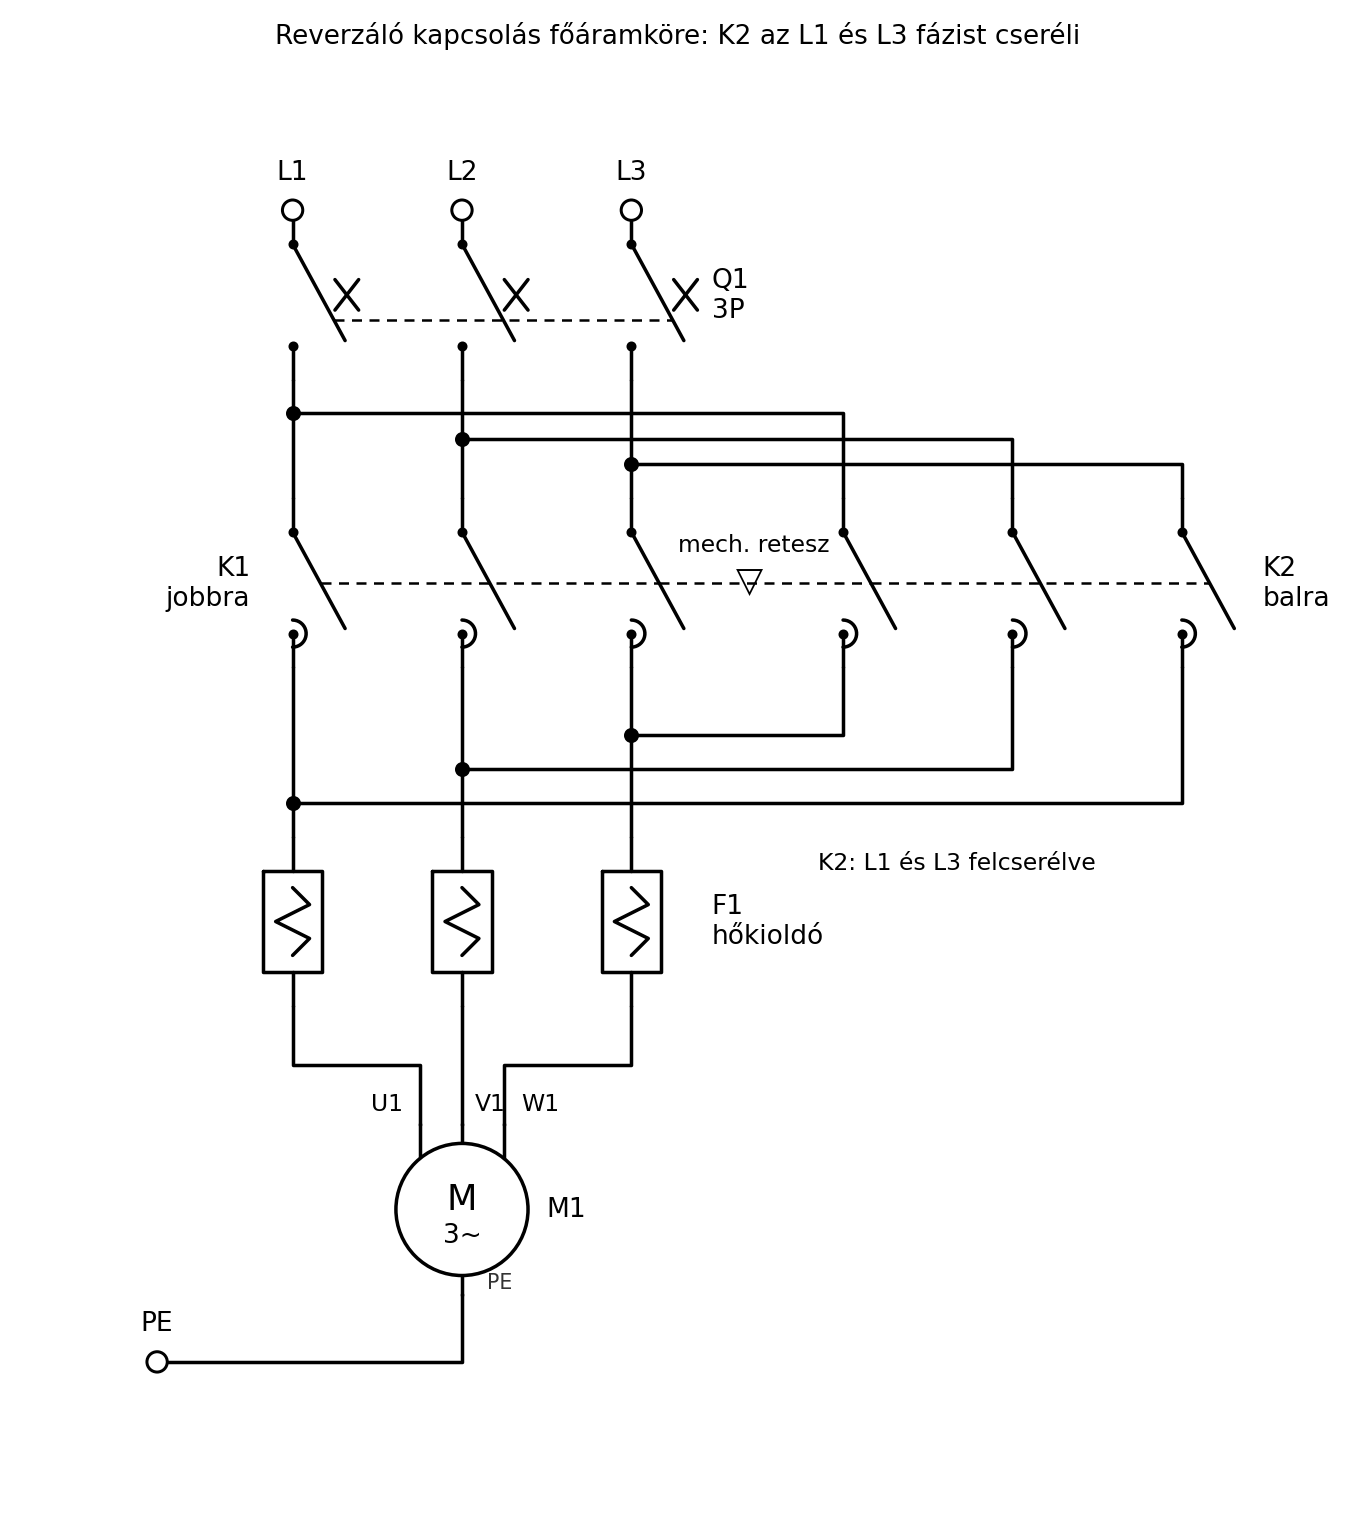 Reverzáló kapcsolás főáramköre: K2 az L1 és L3 fázist cseréli
L1
L2
L3
Q1
3P
mech. retesz
K1
jobbra
K2
balra
K2: L1 és L3 felcserélve
F1
hőkioldó
U1
V1
W1
M
3~
M1
PE
PE